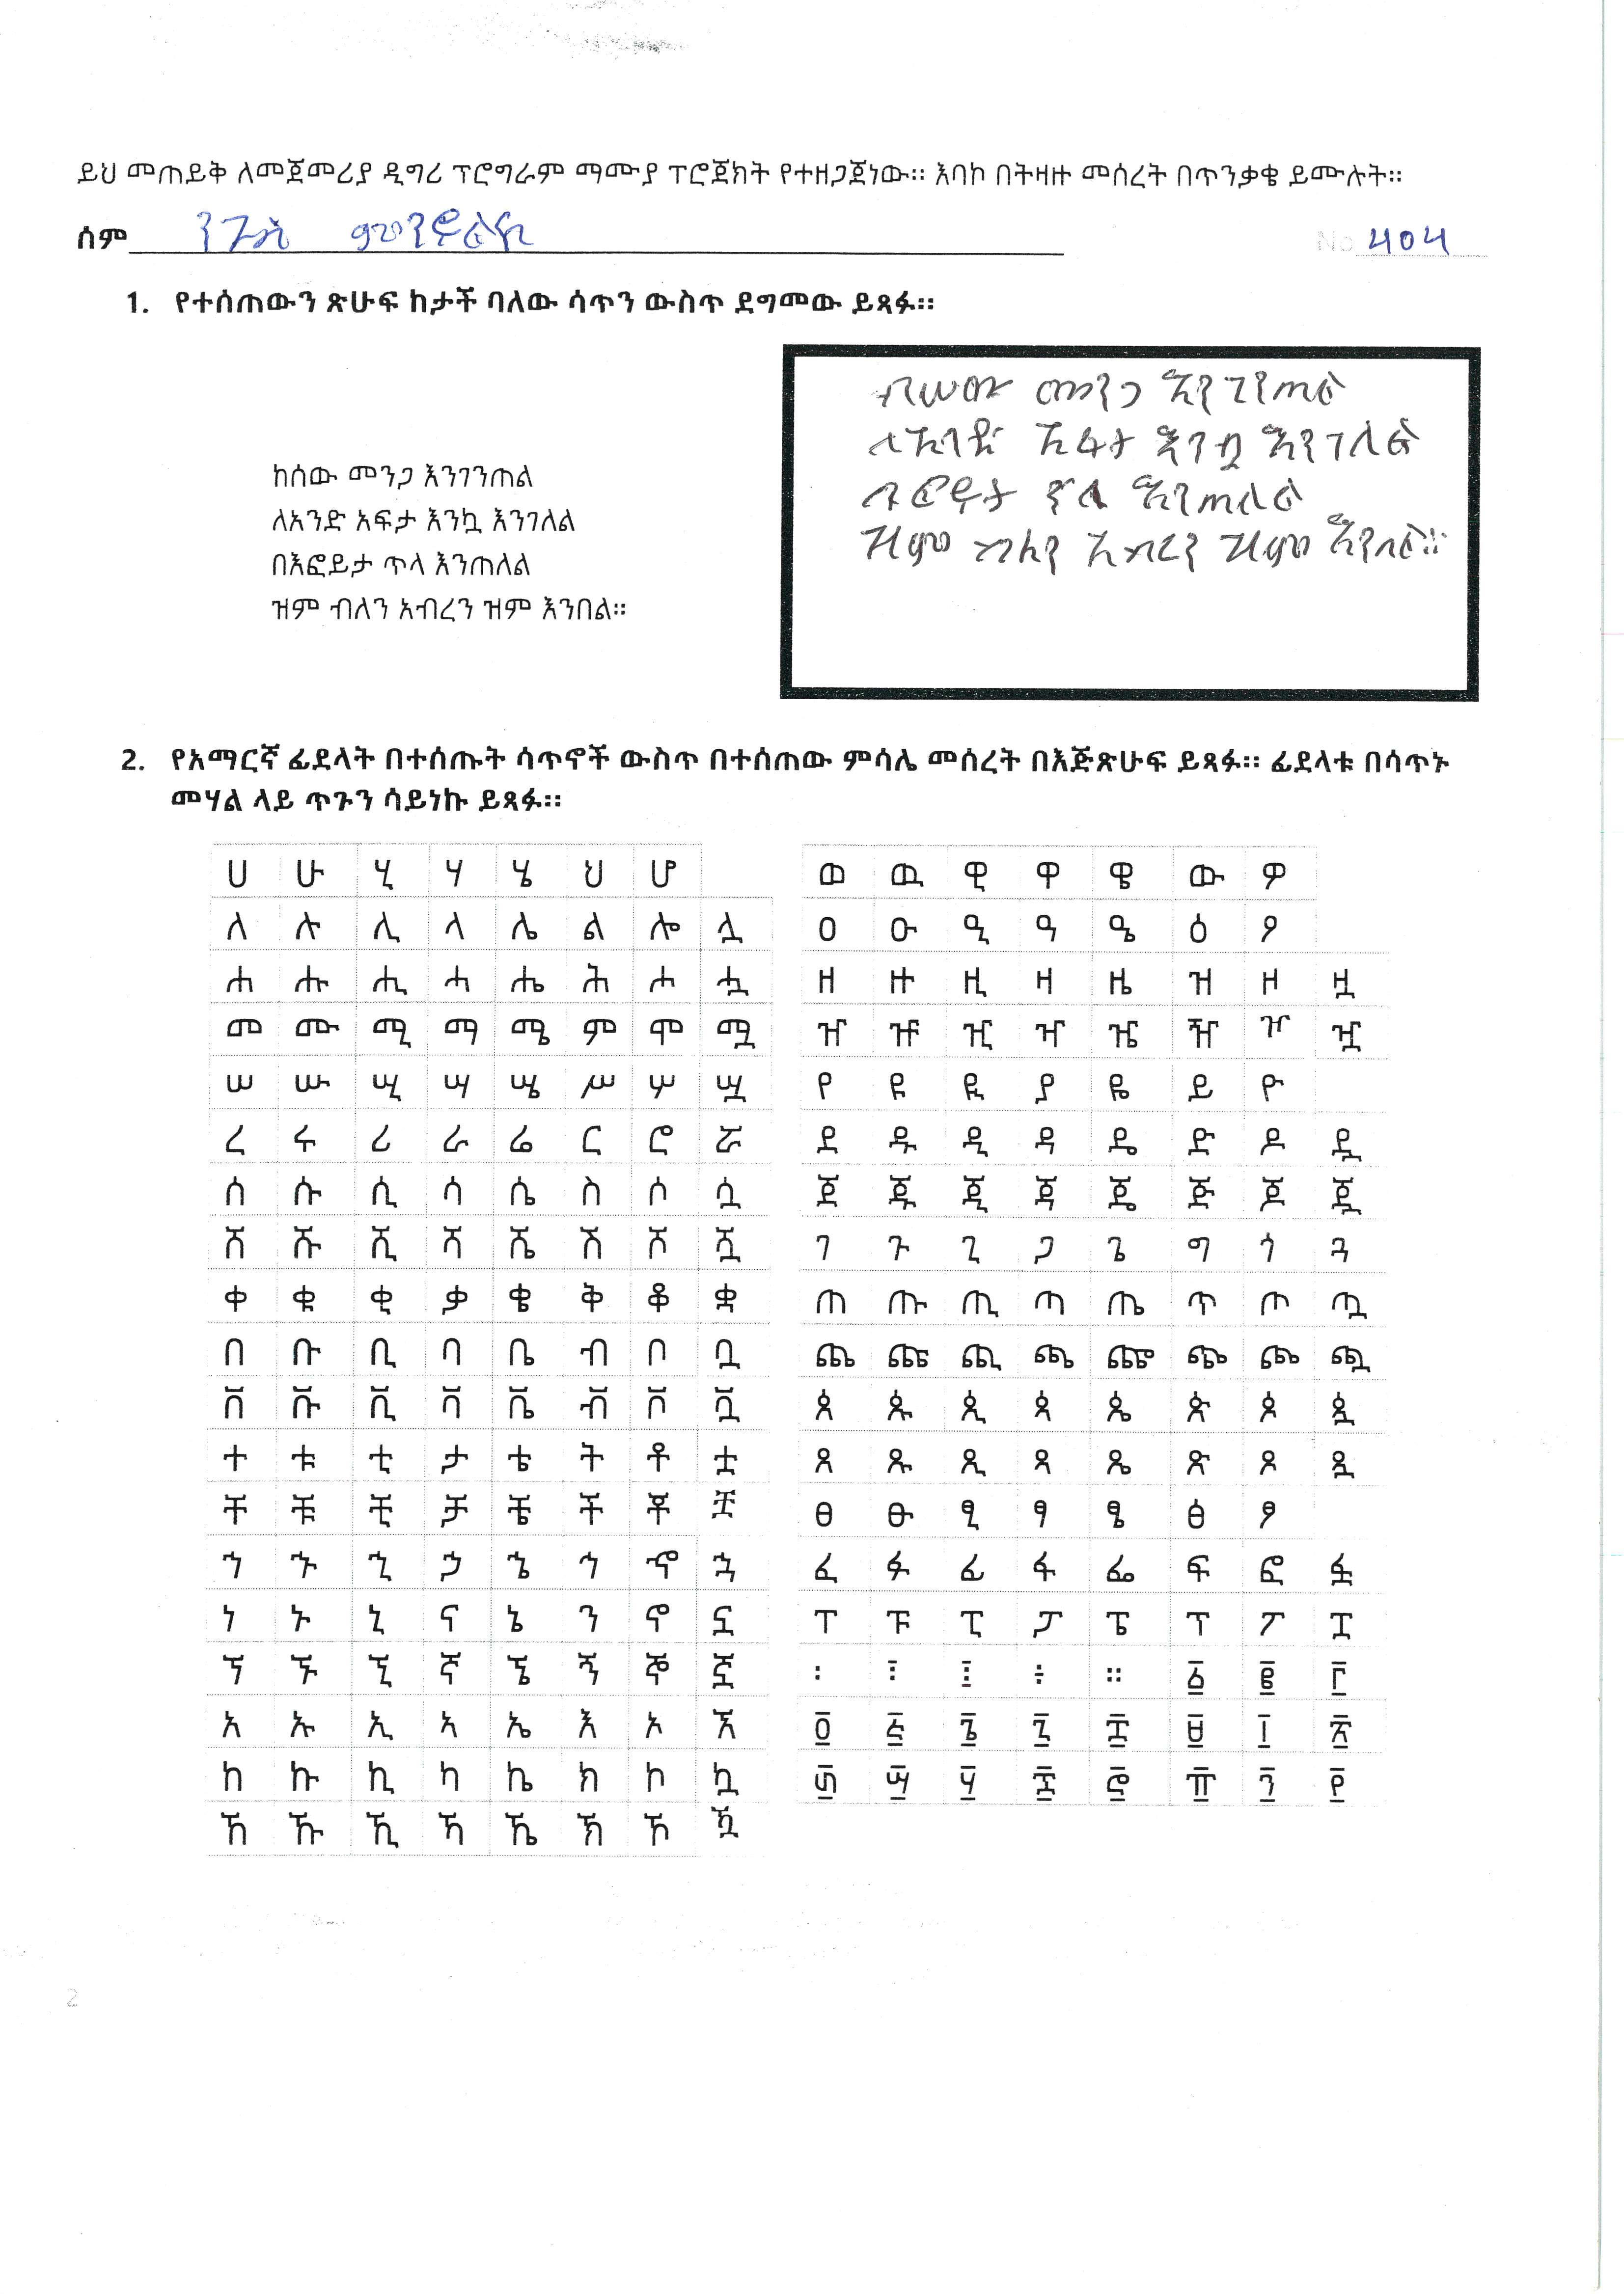 ይህ መጠይቅ ለመጀመሪያ ዲግሪ ፕሮግራም ማሙያ ፕሮጀክት የተዘጋጀነው፡፡ እባኮ በትዛዙ መሰረት በጥንቃቄ ይሙሉት፡፡
ሰም ንጉስ No 404
1. የተሰጠውን ጽሁፍ ከታች ባለው ሳጥን ውስጥ ደግመው ይጻፉ፡፡
ከሰው መንጋ እንገንጠል
ለአንድ አፍታ እንኳ እንገለል
በእፎይታ ጥላ እንጠለል
ዝም ብለን አብረን ዝም እንበል፡፡
ከሠው መንጋ እንገንጠል
ለአንድ አፍታ እንኳ እንገለል
በእፎይታ ጥላ እንጠለል
ዝም ብለን አብረን ዝም እንበል፡፡
2. የአማርኛ ፊደላት በተሰጡት ሳጥኖች ውስጥ በተሰጠው ምሳሌ መሰረት በእጅጽሁፍ ይጻፉ፡፡ ፊደላቱ በሳጥኑ
መሃል ላይ ጥጉን ሳይነኩ ይጻፉ፡፡
ሀ ሁ ሂ ሃ ሄ ህ ሆ
ለ ሉ ሊ ላ ሌ ል ሎ ሏ
ሐ ሑ ሒ ሓ ሔ ሕ ሖ ሗ
መ ሙ ሚ ማ ሜ ም ሞ ሟ
ሠ ሡ ሢ ሣ ሤ ሥ ሦ ሧ
ረ ሩ ሪ ራ ሬ ር ሮ ሯ
ሰ ሱ ሲ ሳ ሴ ስ ሶ ሷ
ሸ ሹ ሺ ሻ ሼ ሽ ሾ ሿ
ቀ ቁ ቂ ቃ ቄ ቅ ቆ ቋ
በ ቡ ቢ ባ ቤ ብ ቦ ቧ
ቨ ቩ ቪ ቫ ቬ ቭ ቮ ቯ
ተ ቱ ቲ ታ ቴ ት ቶ ቷ
ቸ ቹ ቺ ቻ ቼ ች ቾ ቿ
ኀ ኁ ኂ ኃ ኄ ኅ ኆ ኋ
ነ ኑ ኒ ና ኔ ን ኖ ኗ
ኘ ኙ ኚ ኛ ኜ ኝ ኞ ኟ
አ ኡ ኢ ኣ ኤ እ ኦ ኧ
ከ ኩ ኪ ካ ኬ ክ ኮ ኳ
ኸ ኹ ኺ ኻ ኼ ኽ ኾ ዃ
ወ ዉ ዊ ዋ ዌ ው ዎ
ዐ ዑ ዒ ዓ ዔ ዕ ዖ
ዘ ዙ ዚ ዛ ዜ ዝ ዞ ዟ
ዠ ዡ ዢ ዣ ዤ ዥ ዦ ዧ
የ ዩ ዪ ያ ዬ ይ ዮ
ደ ዱ ዲ ዳ ዴ ድ ዶ ዷ
ጀ ጁ ጂ ጃ ጄ ጅ ጆ ጇ
ገ ጉ ጊ ጋ ጌ ግ ጎ ጓ
ጠ ጡ ጢ ጣ ጤ ጥ ጦ ጧ
ጨ ጩ ጪ ጫ ጬ ጭ ጮ ጯ
ጰ ጱ ጲ ጳ ጴ ጵ ጶ ጷ
ጸ ጹ ጺ ጻ ጼ ጽ ጾ ጿ
ፀ ፁ ፂ ፃ ፄ ፅ ፆ
ፈ ፉ ፊ ፋ ፌ ፍ ፎ ፏ
ፐ ፑ ፒ ፓ ፔ ፕ ፖ ፗ
፡ ፤ ፤ ፥ ። ፩ ፪ ፫
፬ ፭ ፮ ፯ ፰ ፱ ፲ ፳
፴ ፵ ፶ ፷ ፸ ፹ ፺ ፻
2